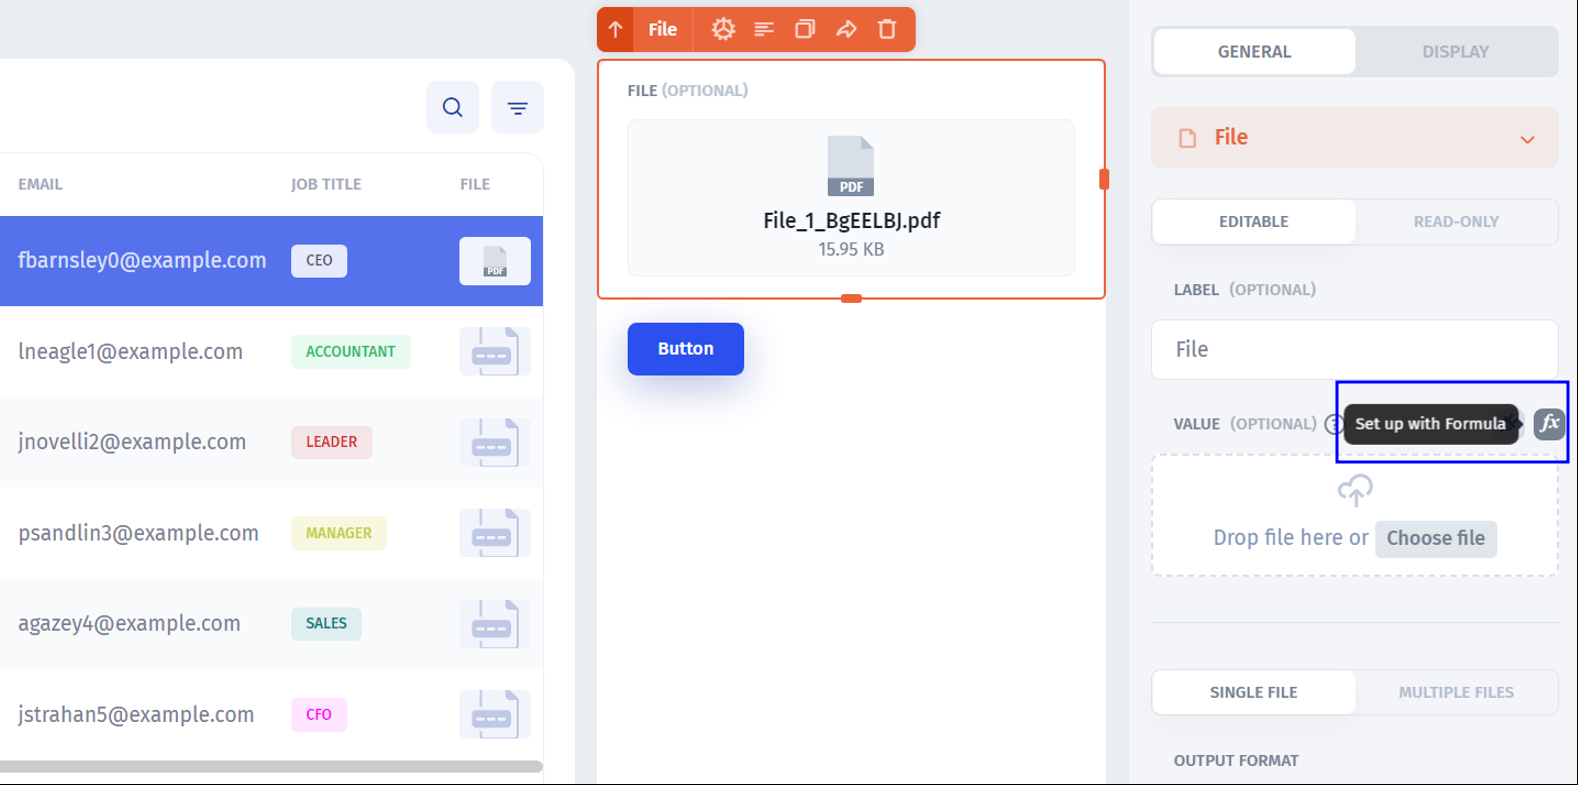 File
GENERAL
DISPLAY
FILE (OPTIONAL)
PDF
File_1_BgEELBJ.pdf
15.95 KB
Button
EMAIL JOB TITLE FILE
fbarnsley0@example.com CEO PDF
lneagle1@example.com ACCOUNTANT
jnovelli2@example.com LEADER
psandlin3@example.com MANAGER
agazey4@example.com SALES
jstrahan5@example.com CFO
File
EDITABLE READ-ONLY
LABEL (OPTIONAL)
File
VALUE (OPTIONAL) ? Set up with Formula fx
Drop file here or Choose file
SINGLE FILE MULTIPLE FILES
OUTPUT FORMAT